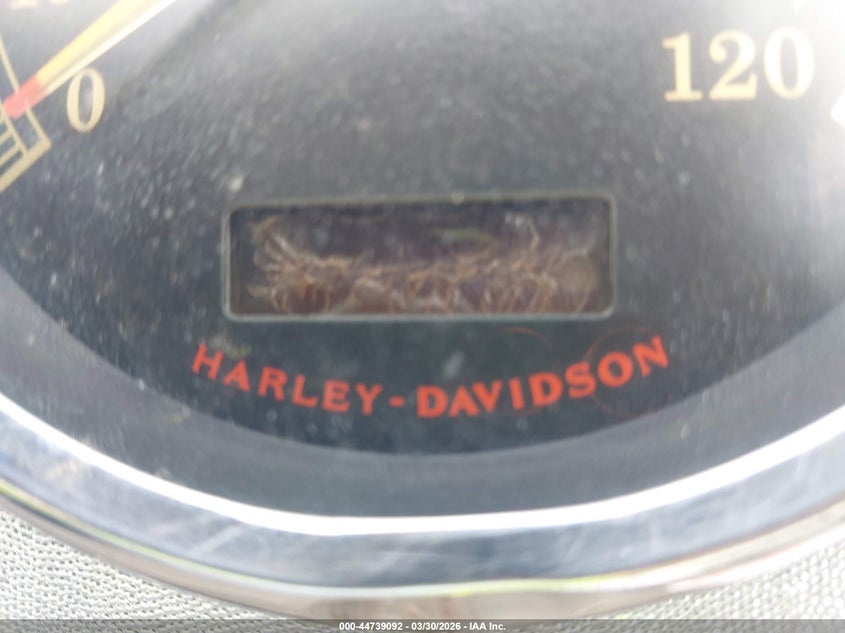 0
120
HARLEY-DAVIDSON
000-44739092 - 03/30/2026 - IAA Inc.